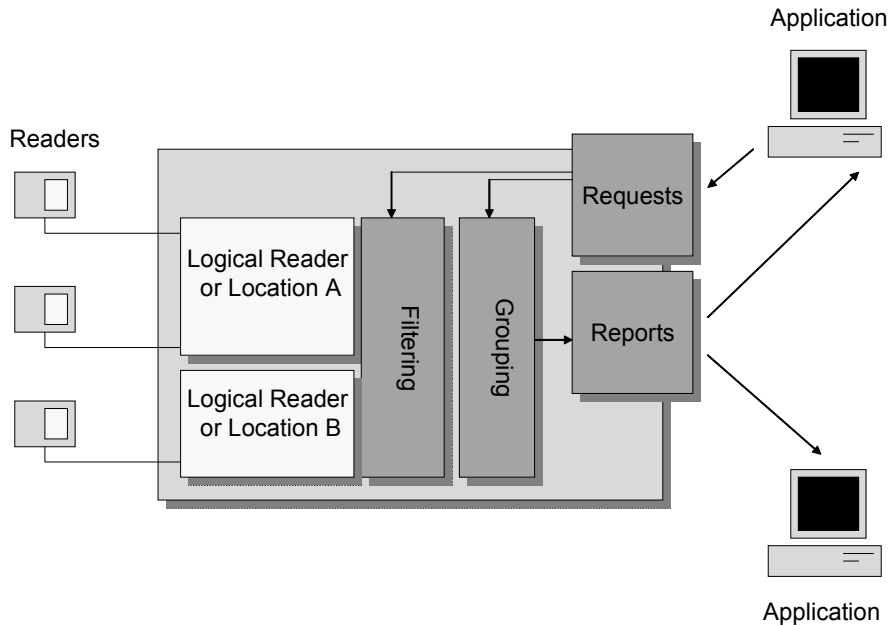 Application
Readers
Requests
Logical Reader
or Location A
Filtering
Grouping
Reports
Logical Reader
or Location B
Application